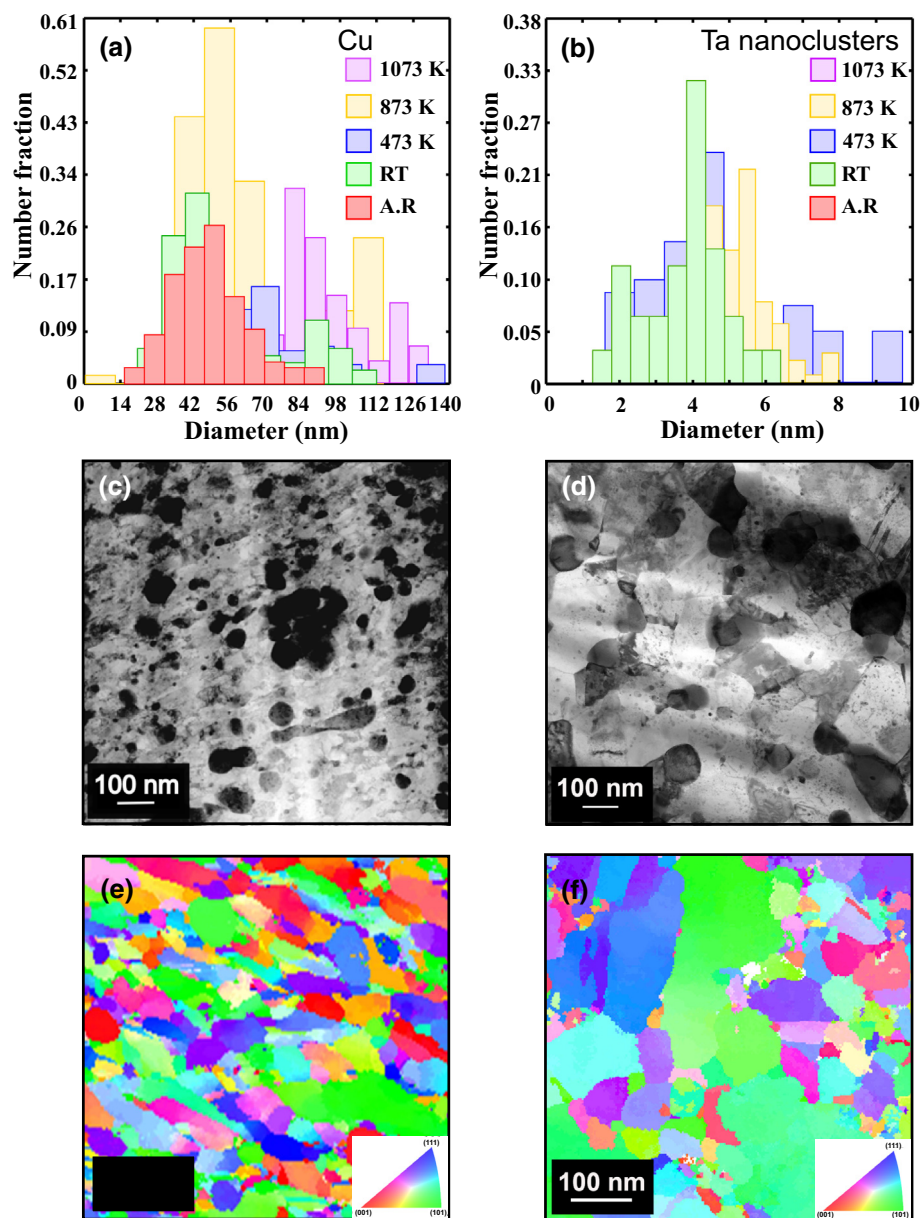 (a)
Cu
1073 K
873 K
473 K
RT
A.R
0.61
0.52
0.43
0.34
0.26
0.17
0.09
0
Number fraction
0 14 28 42 56 70 84 98 112 126 140
Diameter (nm)
(b)
Ta nanoclusters
1073 K
873 K
473 K
RT
A.R
0.38
0.33
0.27
0.21
0.16
0.10
0.05
0
Number fraction
0 2 4 6 8 10
Diameter (nm)
(c)
100 nm
(d)
100 nm
(e)
(111)
(001)
(101)
(f)
100 nm
(111)
(001)
(101)